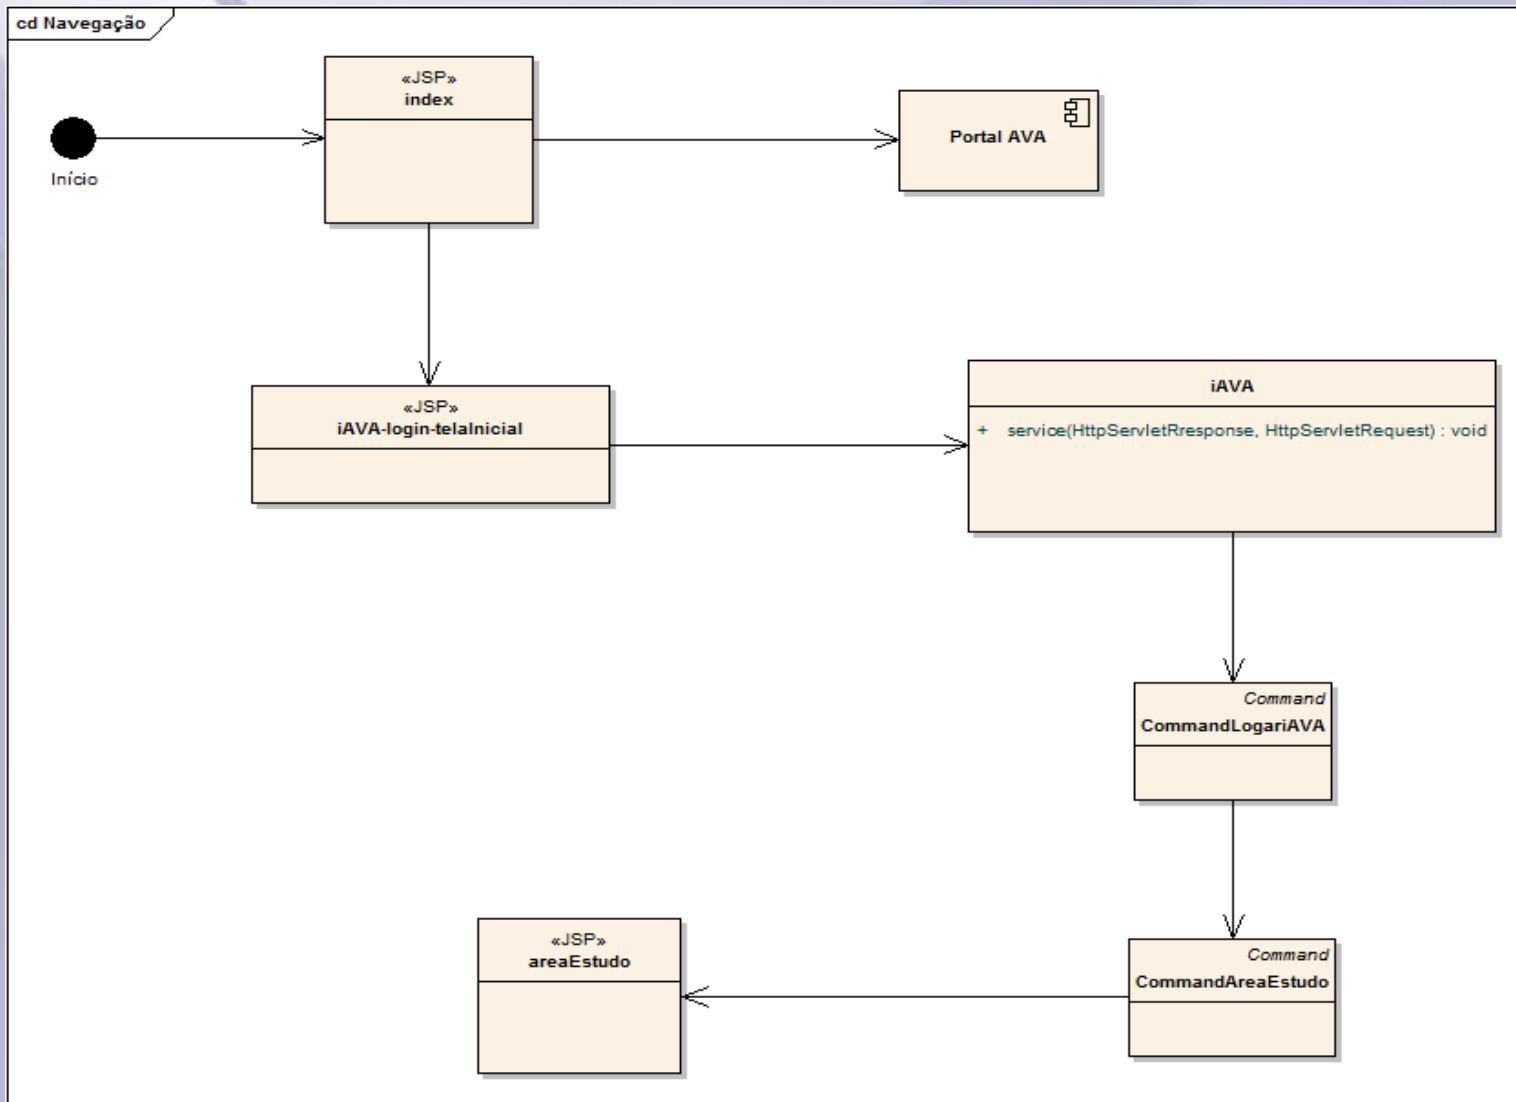 cd Navegação
«JSP»
index
Portal AVA
Início
«JSP»
iAVA-login-telaInicial
iAVA
+ service(HttpServletRresponse, HttpServletRequest) : void
Command
CommandLogariAVA
«JSP»
areaEstudo
Command
CommandAreaEstudo